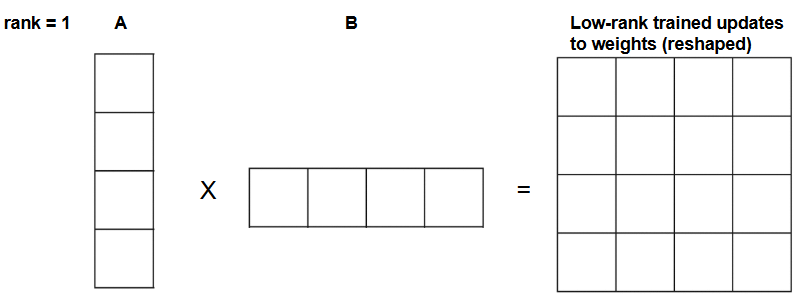 rank = 1
A
B
Low-rank trained updates
to weights (reshaped)
X
=